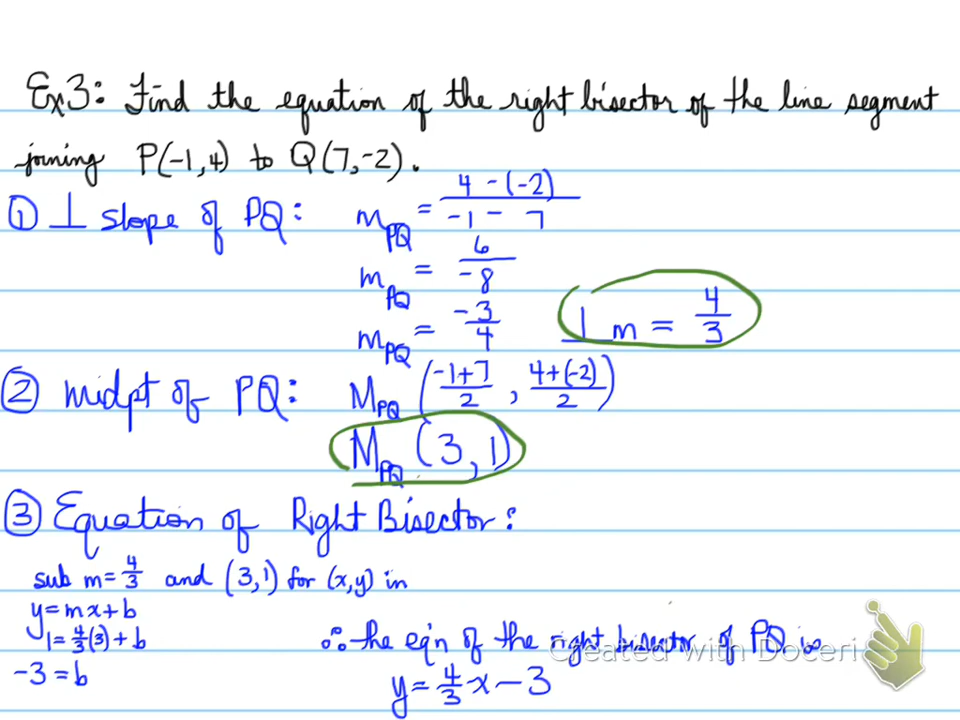 Ex3: Find the equation of the right bisector of the line segment
joining P(-1,4) to Q(7,-2).
① ⊥ slope of PQ: m_PQ = (4-(-2))/(-1-7)
m_PQ = 6/-8
m_PQ = -3/4
⊥ m = 4/3
② midpt of PQ: M_PQ ((-1+7)/2, (4+(-2))/2)
M_PQ (3,1)
③ Equation of Right Bisector:
sub m=4/3 and (3,1) for (x,y) in
y=mx+b
1=4/3(3)+b
-3=b
∴ the eq'n of the right bisector of PQ is
y=4/3x-3
Created with Doceri